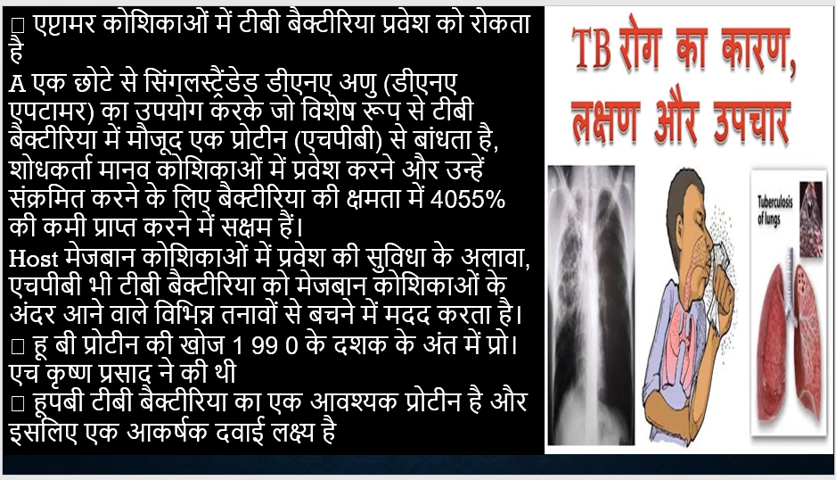 ▯ एप्टामर कोशिकाओं में टीबी बैक्टीरिया प्रवेश को रोकता
है
A एक छोटे से सिंगलस्ट्रैंडेड डीएनए अणु (डीएनए
एपटामर) का उपयोग करके जो विशेष रूप से टीबी
बैक्टीरिया में मौजूद एक प्रोटीन (एचपीबी) से बांधता है,
शोधकर्ता मानव कोशिकाओं में प्रवेश करने और उन्हें
संक्रमित करने के लिए बैक्टीरिया की क्षमता में 4055%
की कमी प्राप्त करने में सक्षम हैं।
Host मेजबान कोशिकाओं में प्रवेश की सुविधा के अलावा,
एचपीबी भी टीबी बैक्टीरिया को मेजबान कोशिकाओं के
अंदर आने वाले विभिन्न तनावों से बचने में मदद करता है।
▯ हू बी प्रोटीन की खोज 1 99 0 के दशक के अंत में प्रो।
एच कृष्ण प्रसाद ने की थी
▯ हूपबी टीबी बैक्टीरिया का एक आवश्यक प्रोटीन है और
इसलिए एक आकर्षक दवाई लक्ष्य है
TB रोग का कारण,
लक्षण और उपचार
Tuberculosis
of lungs